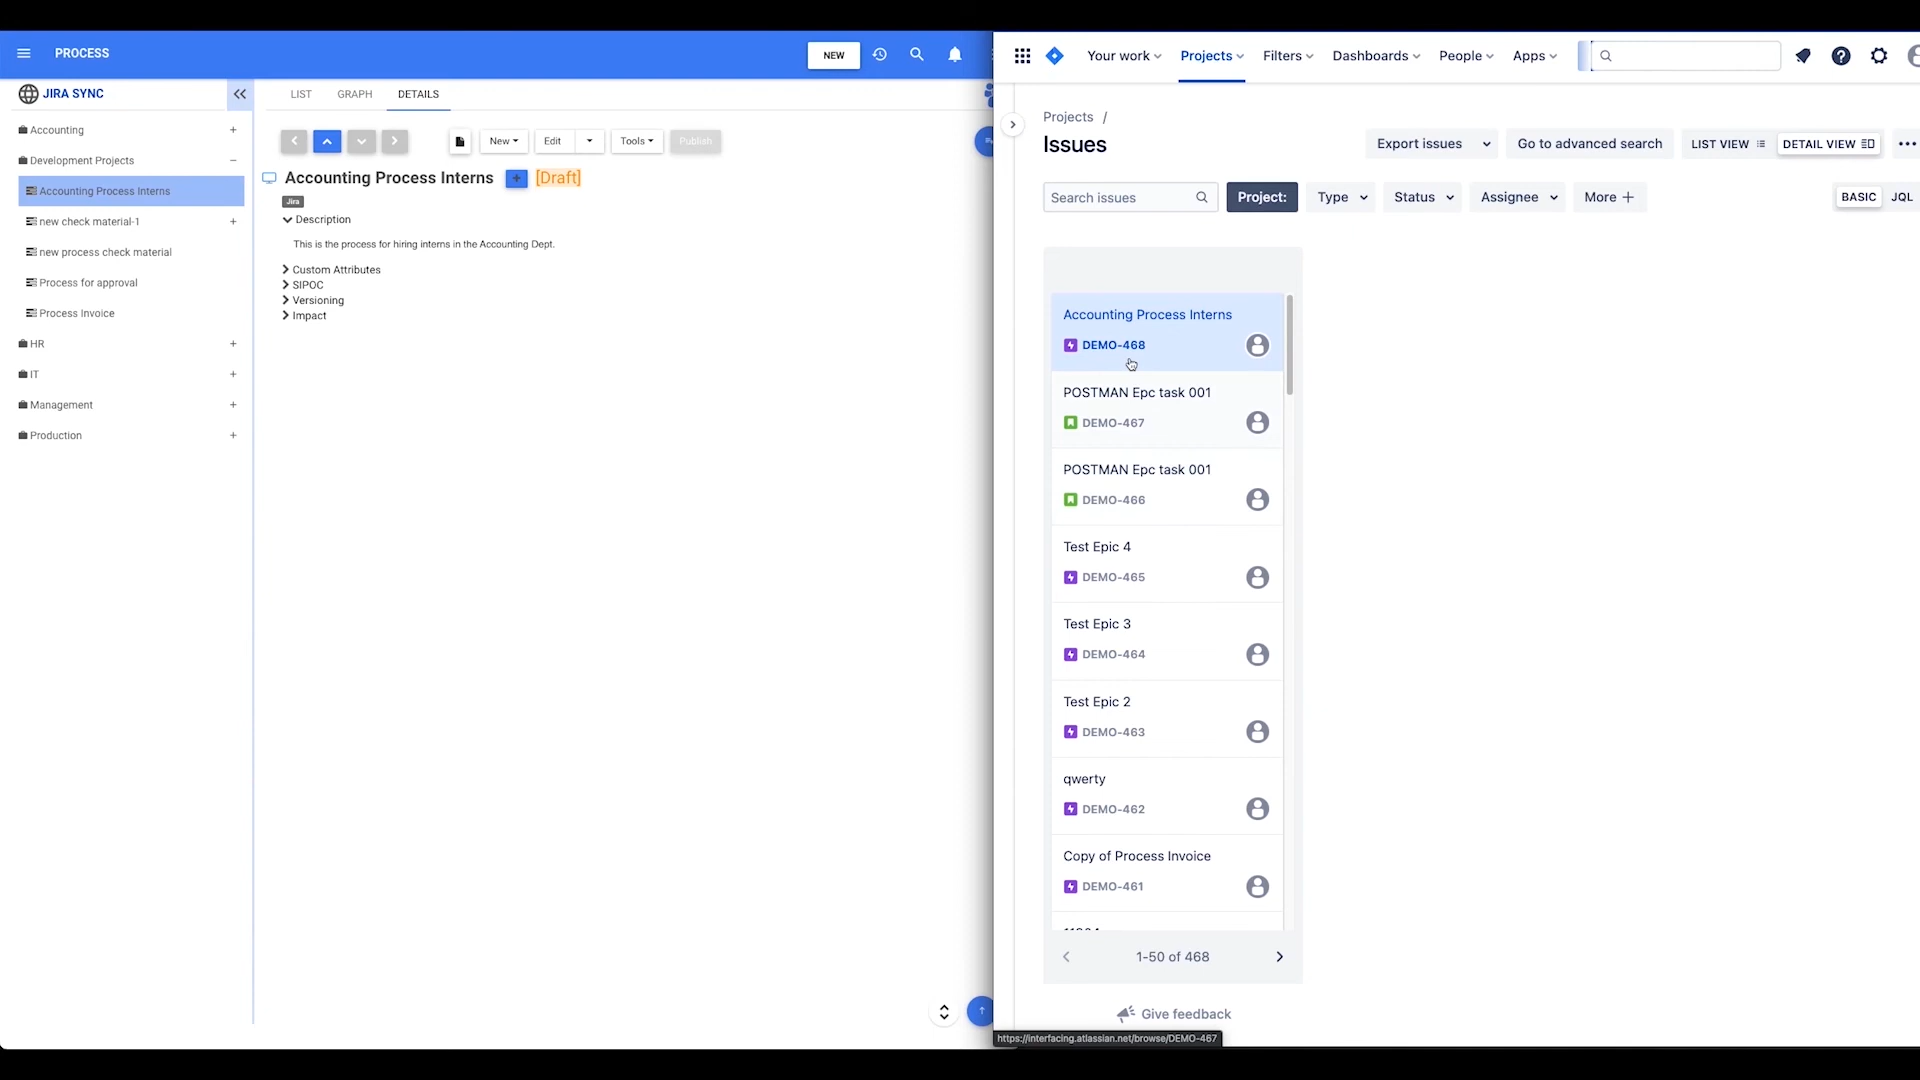 PROCESS
NEW
JIRA SYNC
Accounting
Development Projects
Accounting Process Interns
new check material-1
new process check material
Process for approval
Process Invoice
HR
IT
Management
Production
LIST GRAPH DETAILS
New Edit Tools Publish
Accounting Process Interns [Draft]
Jira
Description
This is the process for hiring interns in the Accounting Dept.
Custom Attributes
SIPOC
Versioning
Impact
Your work Projects Filters Dashboards People Apps
Projects /
Issues
Export issues Go to advanced search LIST VIEW DETAIL VIEW
Search issues Project: Type Status Assignee More + BASIC JQL
Accounting Process Interns
DEMO-468
POSTMAN Epc task 001
DEMO-467
POSTMAN Epc task 001
DEMO-466
Test Epic 4
DEMO-465
Test Epic 3
DEMO-464
Test Epic 2
DEMO-463
qwerty
DEMO-462
Copy of Process Invoice
DEMO-461
1-50 of 468
Give feedback
https://interfacing.atlassian.net/browse/DEMO-467